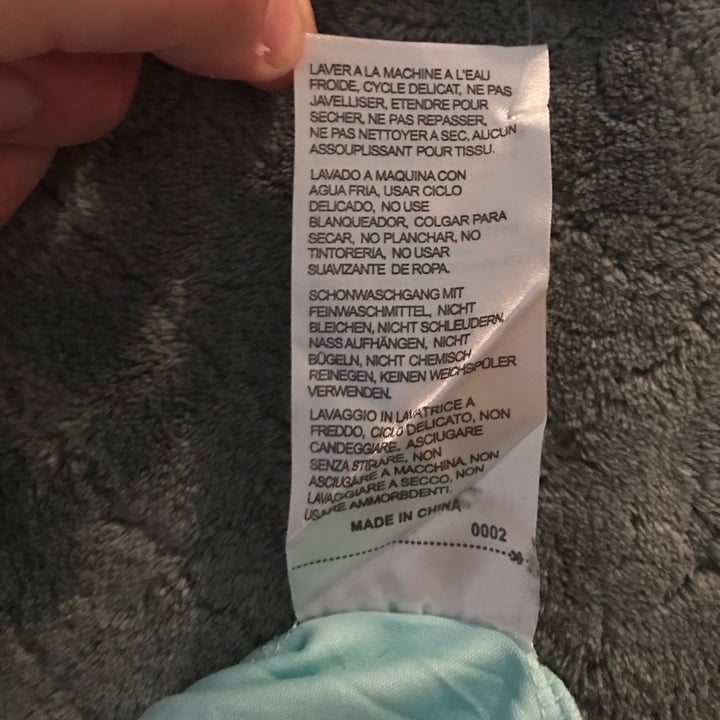 LAVER A LA MACHINE A L'EAU
FROIDE, CYCLE DELICAT, NE PAS
JAVELLISER, ETENDRE POUR
SECHER, NE PAS REPASSER,
NE PAS NETTOYER A SEC, AUCUN
ASSOUPLISSANT POUR TISSU.
LAVADO A MAQUINA CON
AGUA FRIA, USAR CICLO
DELICADO, NO USE
BLANQUEADOR, COLGAR PARA
SECAR, NO PLANCHAR, NO
TINTORERIA, NO USAR
SUAVIZANTE DE ROPA.
SCHONWASCHGANG MIT
FEINWASCHMITTEL, NICHT
BLEICHEN, NICHT SCHLEUDERN,
NASS AUFHÄNGEN, NICHT
BÜGELN, NICHT CHEMISCH
REINEGEN, KEINEN WEICHSPÜLER
VERWENDEN.
LAVAGGIO IN LAVATRICE A
FREDDO, CICLO DELICATO, NON
CANDEGGIARE, ASCIUGARE
SENZA STIRARE, NON
ASCIUGARE A MACCHINA, NON
LAVAGGIARE A SECCO, NON
USARE AMMORBDENTI.
MADE IN CHINA
0002